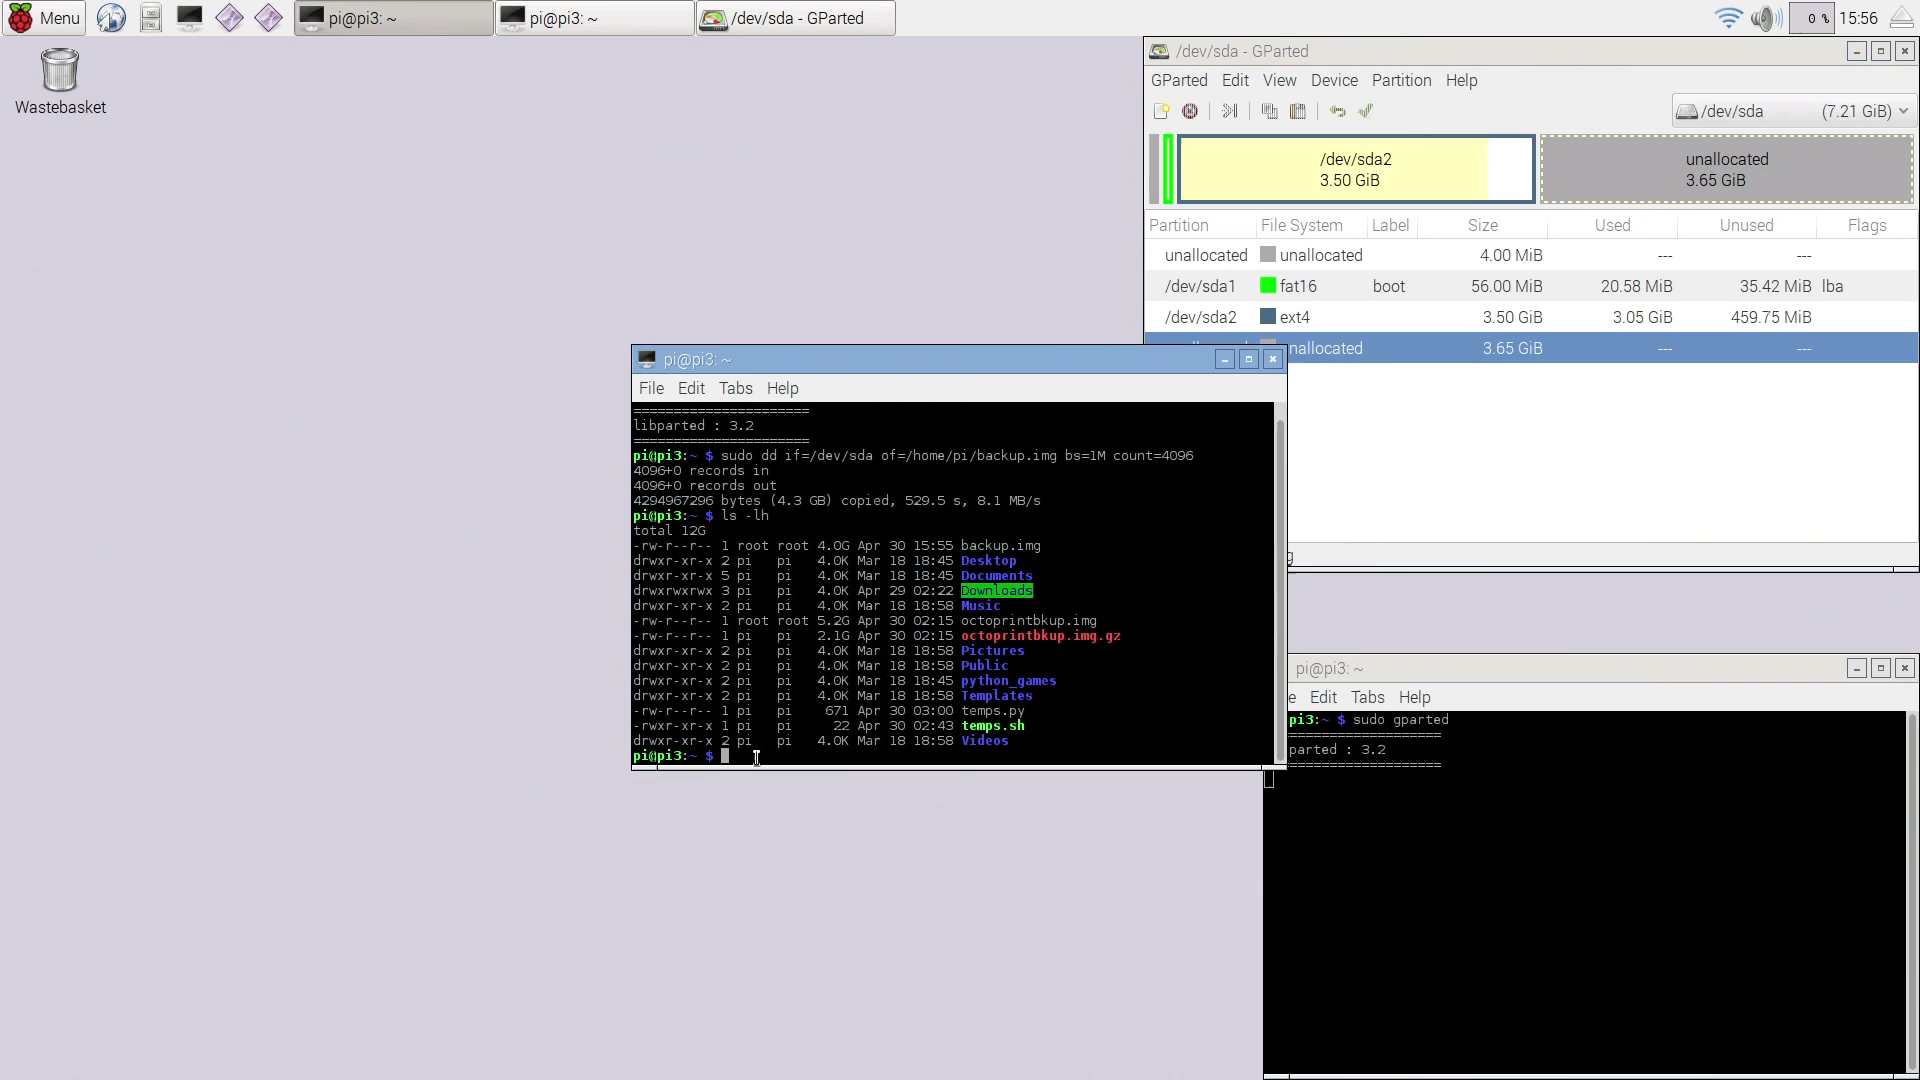 Menu
pi@pi3: ~
pi@pi3: ~
/dev/sda - GParted
0 %
15:56
Wastebasket
/dev/sda - GParted
GParted Edit View Device Partition Help
/dev/sda (7.21 GiB)
/dev/sda2
3.50 GiB
unallocated
3.65 GiB
Partition File System Label Size Used Unused Flags
unallocated unallocated 4.00 MiB --- ---
/dev/sda1 fat16 boot 56.00 MiB 20.58 MiB 35.42 MiB lba
/dev/sda2 ext4 3.50 GiB 3.05 GiB 459.75 MiB
nallocated 3.65 GiB --- ---
pi@pi3: ~
File Edit Tabs Help
======================
libparted : 3.2
======================
pi@pi3:~ $ sudo dd if=/dev/sda of=/home/pi/backup.img bs=1M count=4096
4096+0 records in
4096+0 records out
4294967296 bytes (4.3 GB) copied, 529.5 s, 8.1 MB/s
pi@pi3:~ $ ls -lh
total 12G
-rw-r--r-- 1 root root 4.0G Apr 30 15:55 backup.img
drwxr-xr-x 2 pi pi 4.0K Mar 18 18:45 Desktop
drwxr-xr-x 5 pi pi 4.0K Mar 18 18:45 Documents
drwxrwxrwx 3 pi pi 4.0K Apr 29 02:22 Downloads
drwxr-xr-x 2 pi pi 4.0K Mar 18 18:58 Music
-rw-r--r-- 1 root root 5.2G Apr 30 02:15 octoprintbkup.img
-rw-r--r-- 1 pi pi 2.1G Apr 30 02:15 octoprintbkup.img.gz
drwxr-xr-x 2 pi pi 4.0K Mar 18 18:58 Pictures
drwxr-xr-x 2 pi pi 4.0K Mar 18 18:58 Public
drwxr-xr-x 2 pi pi 4.0K Mar 18 18:45 python_games
drwxr-xr-x 2 pi pi 4.0K Mar 18 18:58 Templates
-rw-r--r-- 1 pi pi 671 Apr 30 03:00 temps.py
-rwxr-xr-x 1 pi pi 22 Apr 30 02:43 temps.sh
drwxr-xr-x 2 pi pi 4.0K Mar 18 18:58 Videos
pi@pi3:~ $
g
pi@pi3: ~
e Edit Tabs Help
pi3:~ $ sudo gparted
===================
parted : 3.2
===================